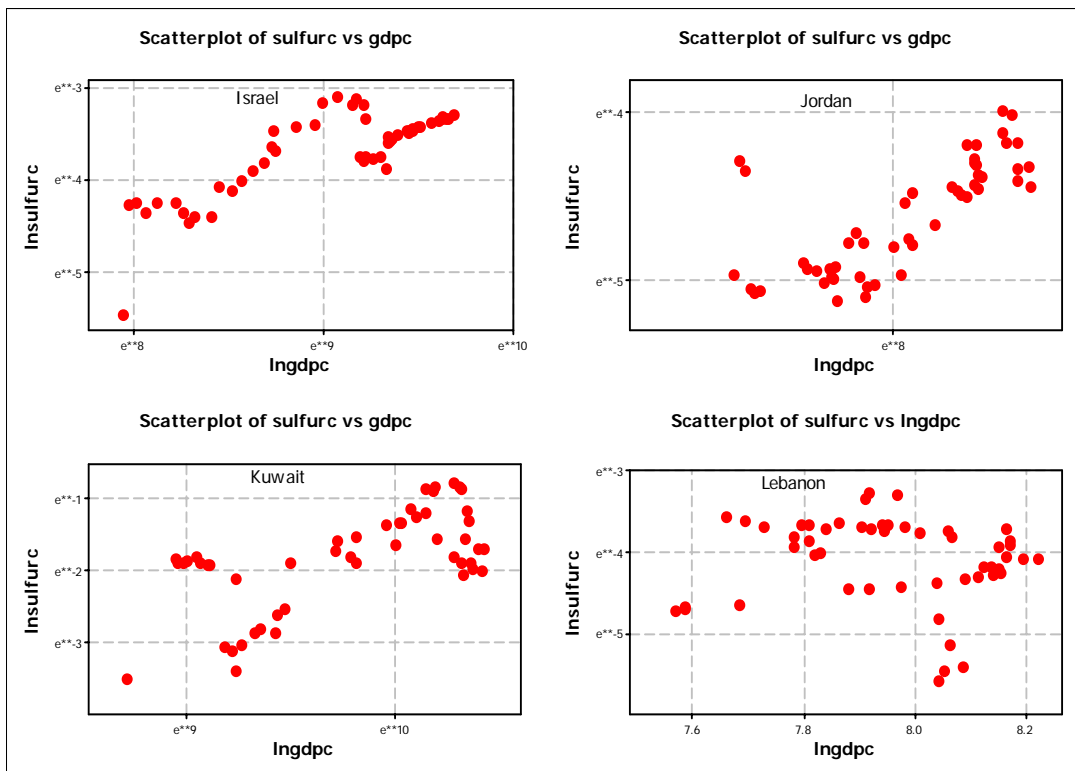 Scatterplot of sulfurc vs gdpc
Israel
e**-3
e**-4
e**-5
lnsulfurc
e**8
e**9
e**10
lngdpc
Scatterplot of sulfurc vs gdpc
Jordan
e**-4
e**-5
lnsulfurc
e**8
lngdpc
Scatterplot of sulfurc vs gdpc
Kuwait
e**-1
e**-2
e**-3
lnsulfurc
e**9
e**10
lngdpc
Scatterplot of sulfurc vs lngdpc
Lebanon
e**-3
e**-4
e**-5
lnsulfurc
7.6
7.8
8.0
8.2
lngdpc